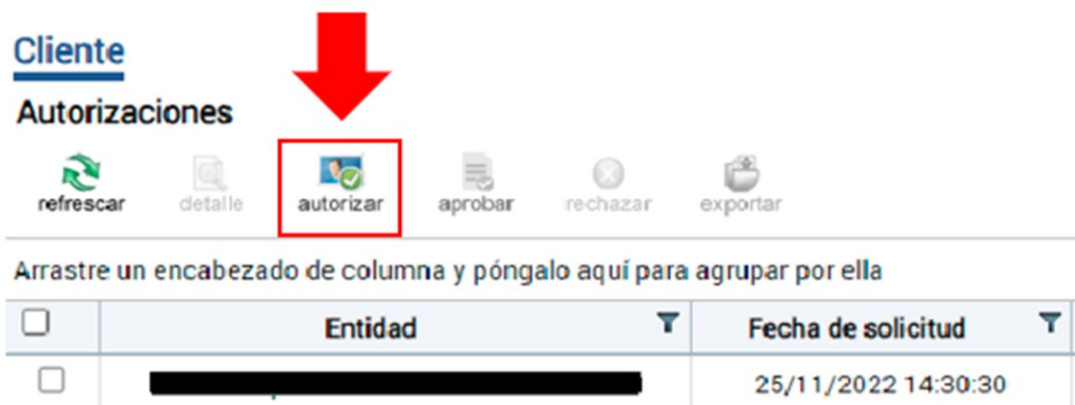 Cliente
Autorizaciones
refrescar detalle autorizar aprobar rechazar exportar
Arrastre un encabezado de columna y póngalo aquí para agrupar por ella
Entidad Fecha de solicitud
25/11/2022 14:30:30